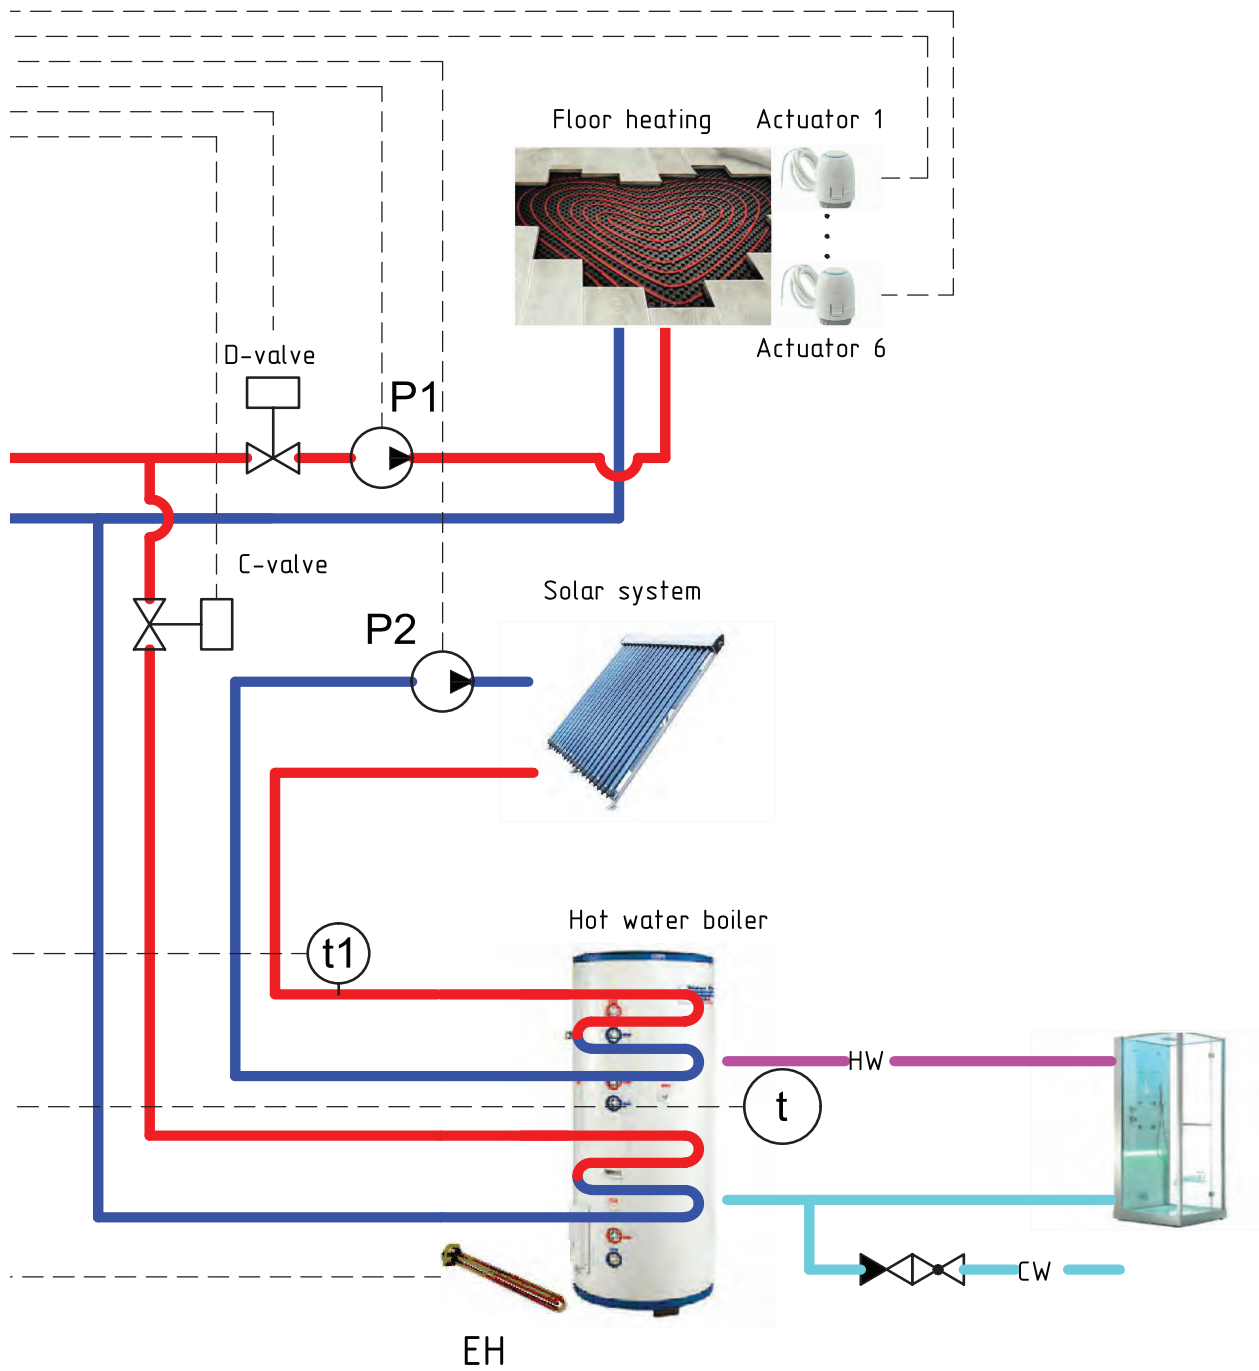 Floor heating
Actuator 1
Actuator 6
D-valve
P1
C-valve
Solar system
P2
Hot water boiler
t1
HW
t
CW
EH